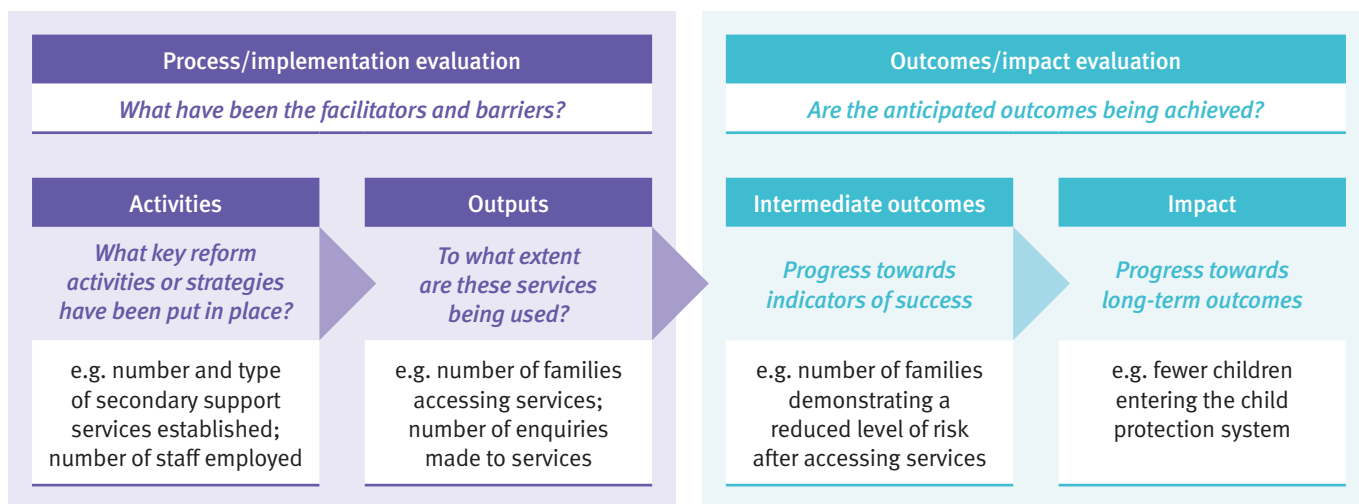 Process/implementation evaluation
What have been the facilitators and barriers?
Outcomes/impact evaluation
Are the anticipated outcomes being achieved?
Activities
What key reform
activities or strategies
have been put in place?
e.g. number and type
of secondary support
services established;
number of staff employed
Outputs
To what extent
are these services
being used?
e.g. number of families
accessing services;
number of enquiries
made to services
Intermediate outcomes
Progress towards
indicators of success
e.g. number of families
demonstrating a
reduced level of risk
after accessing services
Impact
Progress towards
long-term outcomes
e.g. fewer children
entering the child
protection system